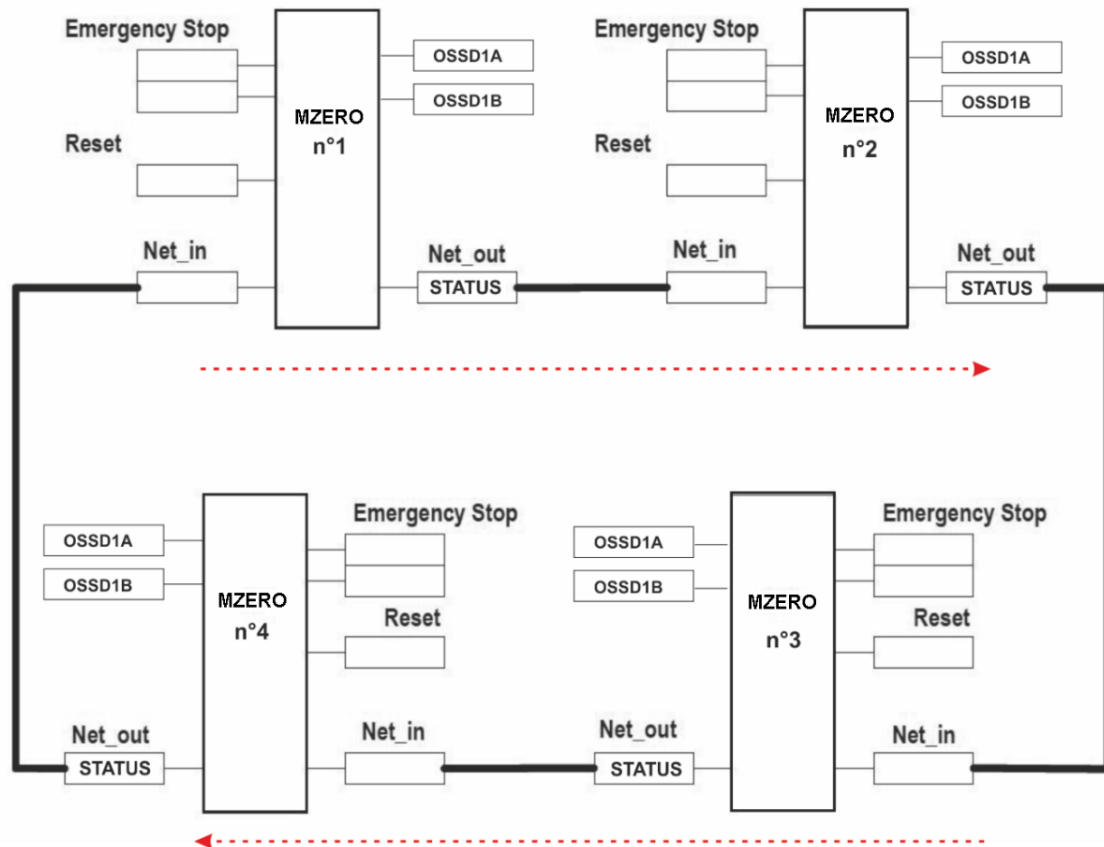 Emergency Stop
OSSD1A
OSSD1B
MZERO
n°1
Reset
Net_in
Net_out
STATUS
Emergency Stop
OSSD1A
OSSD1B
MZERO
n°2
Reset
Net_in
Net_out
STATUS
OSSD1A
OSSD1B
MZERO
n°4
Emergency Stop
Reset
Net_out
STATUS
Net_in
OSSD1A
OSSD1B
MZERO
n°3
Emergency Stop
Reset
Net_out
STATUS
Net_in